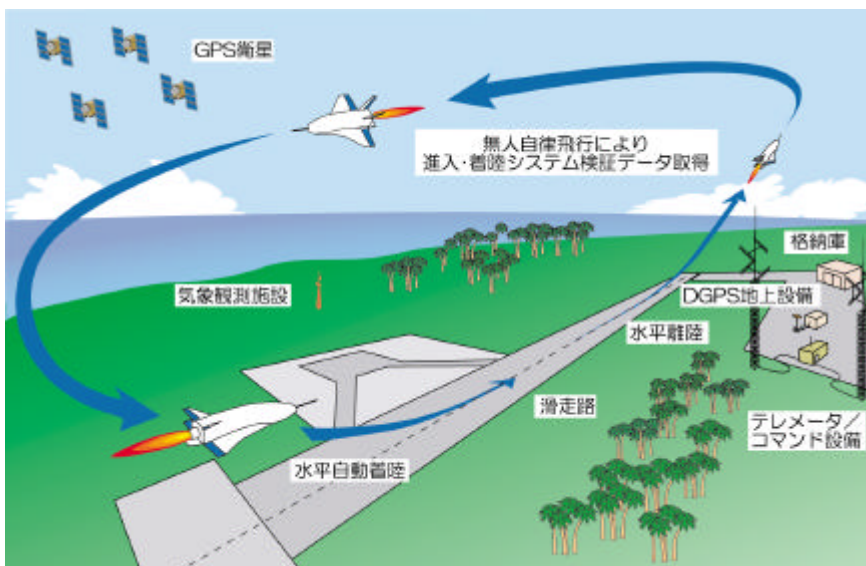 GPS衛星
無人自律飛行により
進入・着陸システム検証データ取得
格納庫
気象観測施設
DGPS地上設備
水平離陸
滑走路
テレメータ／
コマンド設備
水平自動着陸